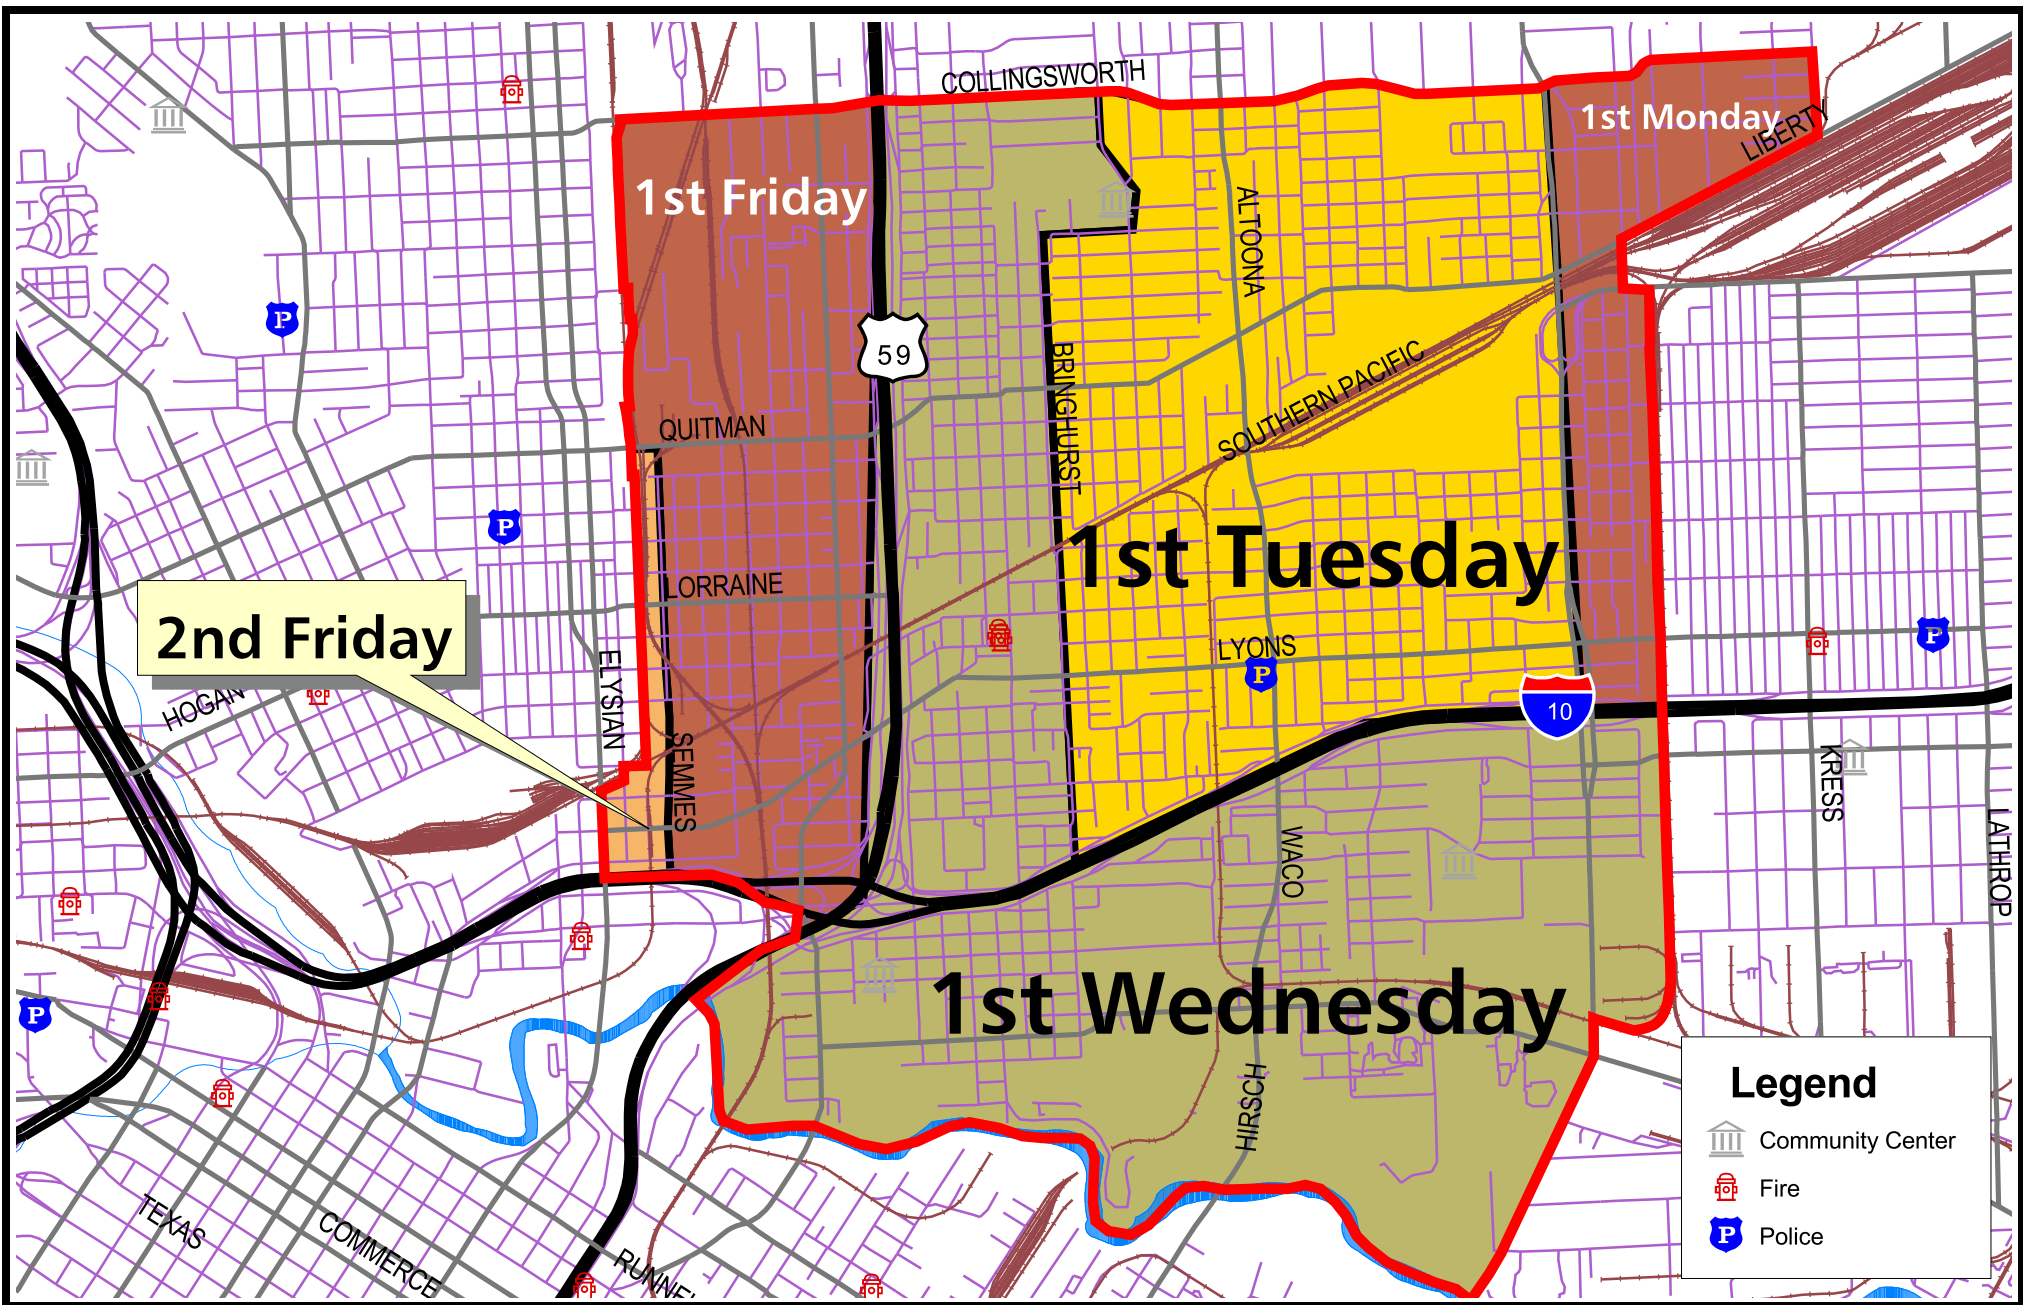 COLLINGSWORTH
1st Monday
LIBERTY
1st Friday
ALTOONA
59
BRINGHURST
SOUTHERN PACIFIC
QUITMAN
P
P
1st Tuesday
LORRAINE
2nd Friday
LYONS
P
P
ELYSIAN
HOGAN
10
SEMMES
KRESS
WACO
LATHROP
1st Wednesday
P
HIRSCH
Legend
Community Center
Fire
P
Police
TEXAS
COMMERCE